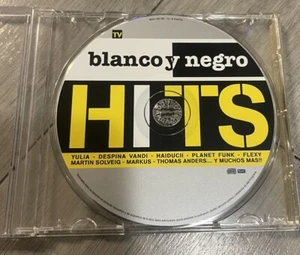 TV
blanco y negro
HITS
YULIA - DESPINA VANDI - HAIDUCII - PLANET FUNK - FLEXY
MARTIN SOLVEIG - MARKUS - THOMAS ANDERS... Y MUCHOS MAS!!